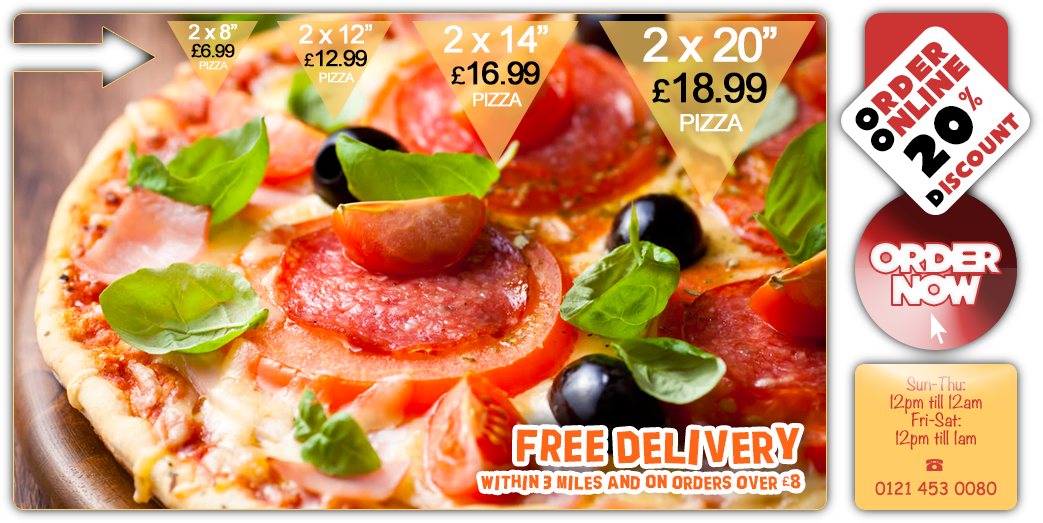 2 x 8”
£6.99
PIZZA
2 x 12”
£12.99
PIZZA
2 x 14”
£16.99
PIZZA
2 x 20”
£18.99
PIZZA
FREE DELIVERY
WITHIN 3 MILES AND ON ORDERS OVER £8
ORDER
ONLINE
20%
DISCOUNT
ORDER
NOW
Sun-Thu:
12pm till 12am
Fri-Sat:
12pm till 1am
0121 453 0080